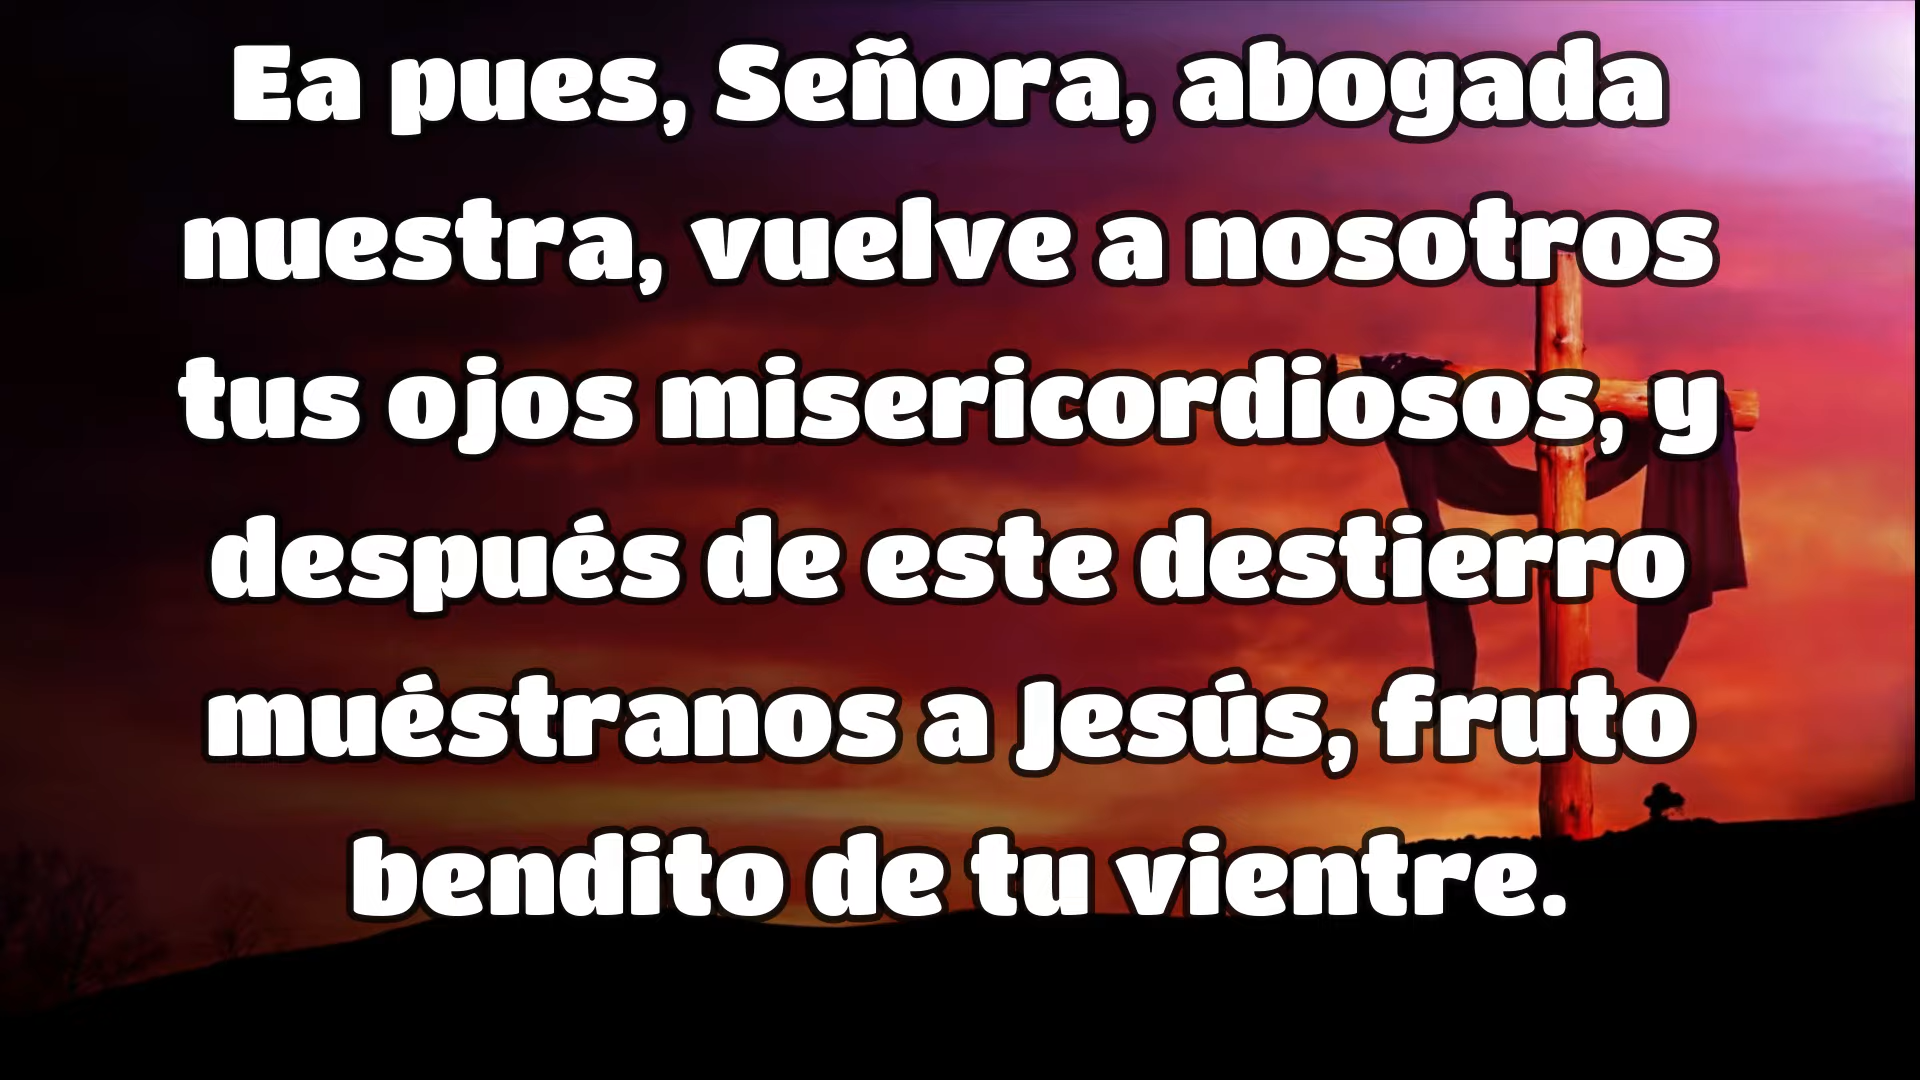 Ea pues, Señora, abogada
nuestra, vuelve a nosotros
tus ojos misericordiosos, y
después de este destierro
muéstranos a Jesús, fruto
bendito de tu vientre.